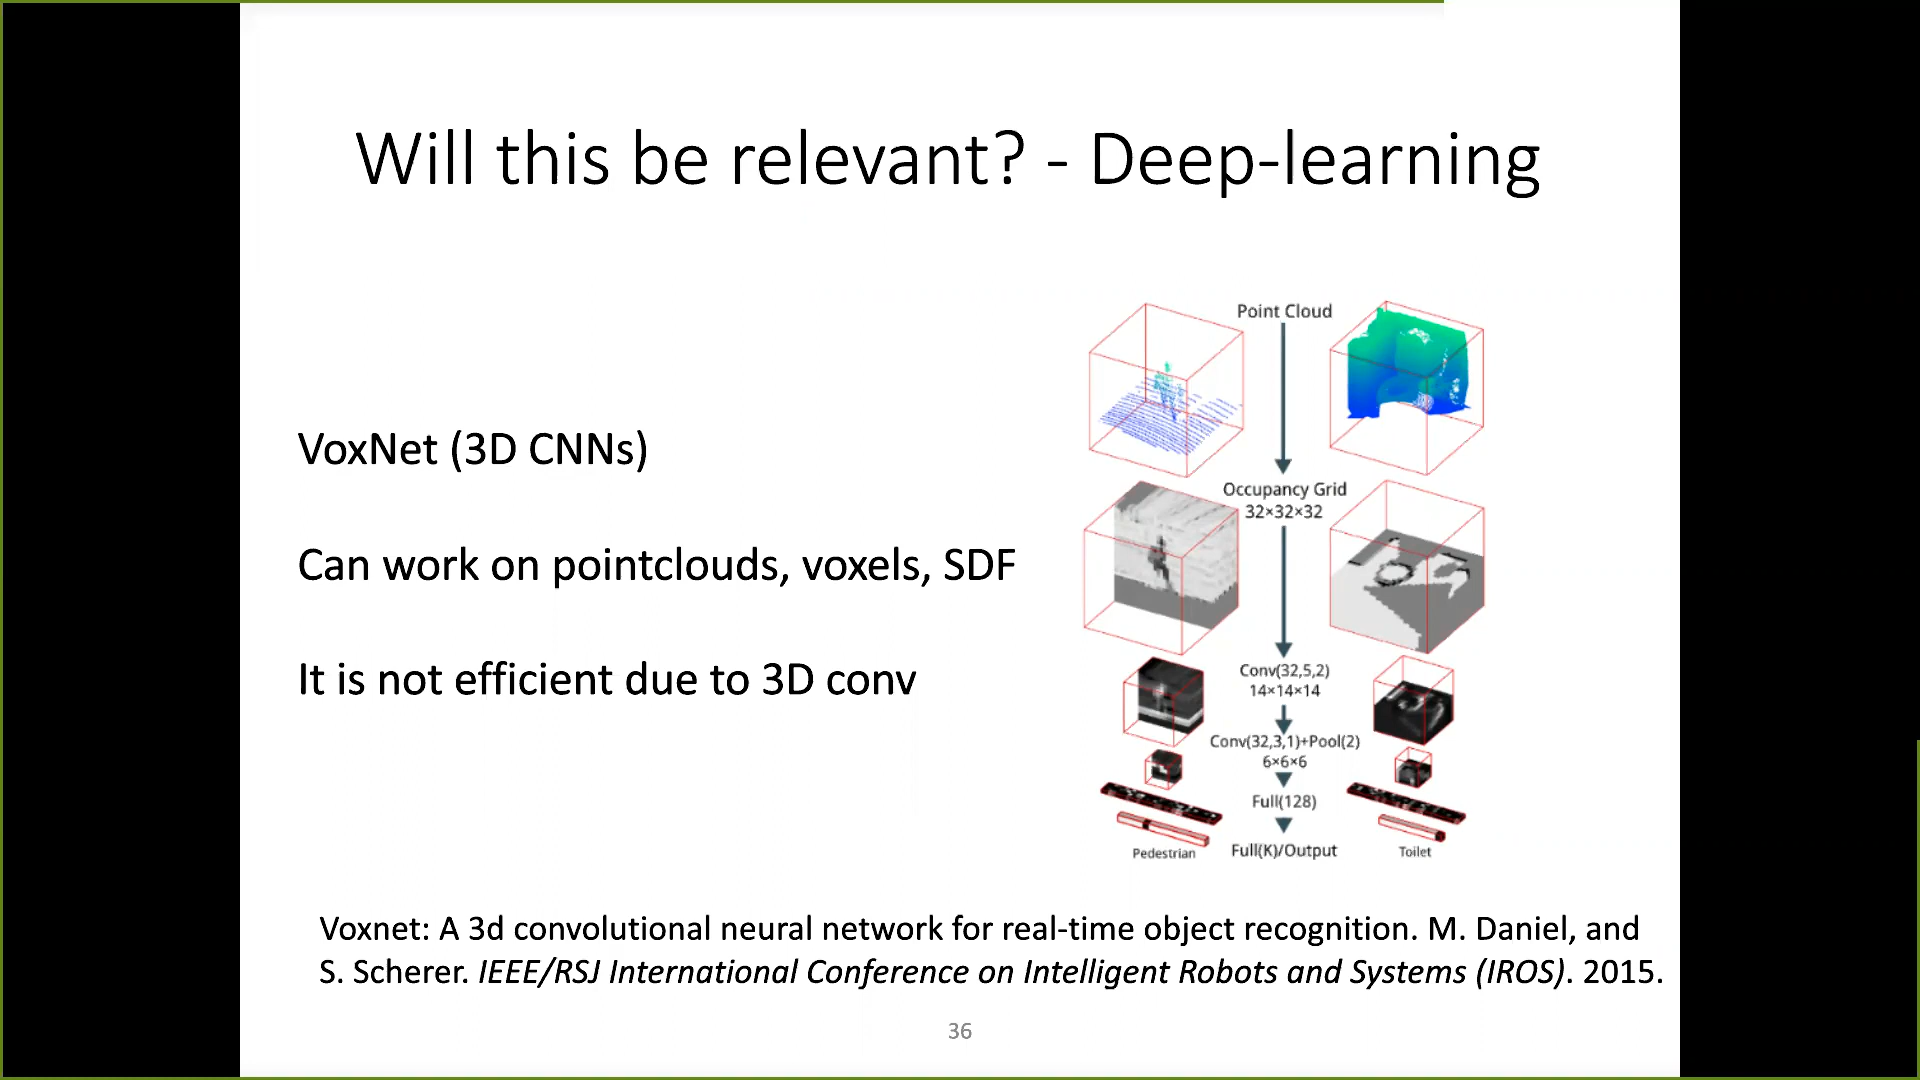 Will this be relevant? - Deep-learning
VoxNet (3D CNNs)
Can work on pointclouds, voxels, SDF
It is not efficient due to 3D conv
Point Cloud
Occupancy Grid
32×32×32
Conv(32,5,2)
14×14×14
Conv(32,3,1)+Pool(2)
6×6×6
Full(128)
Full(K)/Output
Pedestrian
Toilet
Voxnet: A 3d convolutional neural network for real-time object recognition. M. Daniel, and
S. Scherer. IEEE/RSJ International Conference on Intelligent Robots and Systems (IROS). 2015.
36